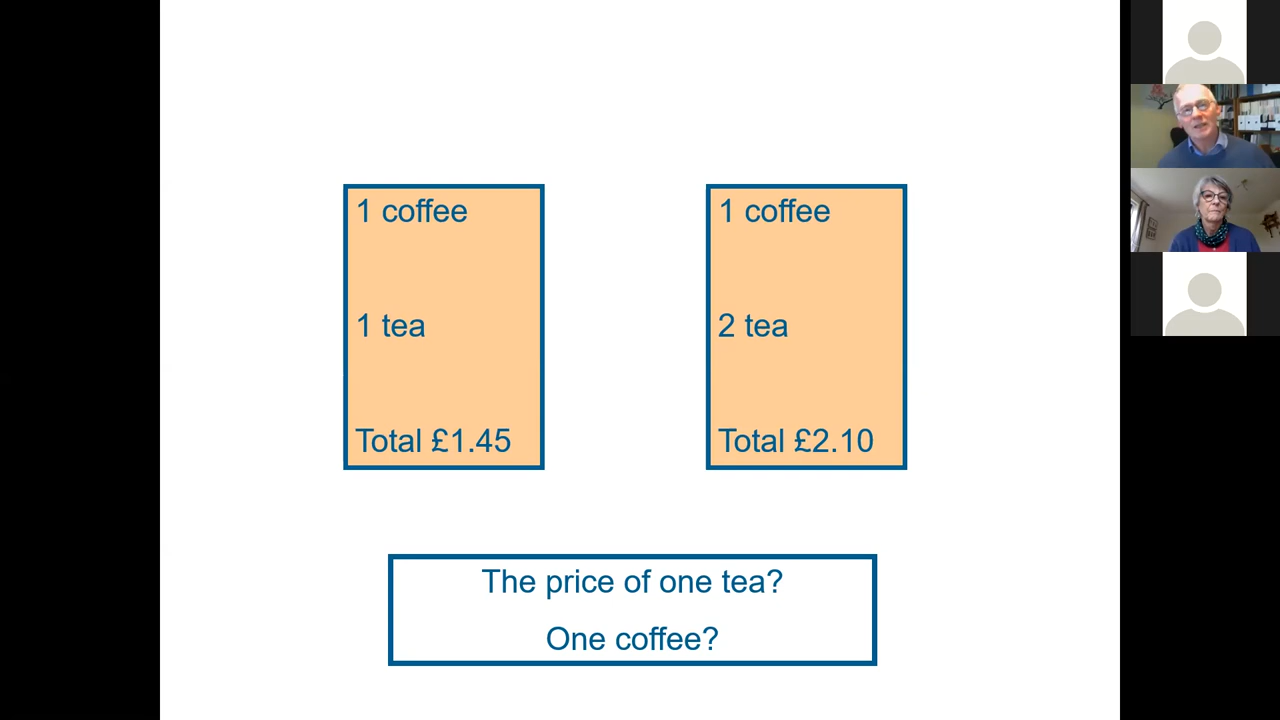 1 coffee
1 tea
Total £1.45
1 coffee
2 tea
Total £2.10
The price of one tea?
One coffee?